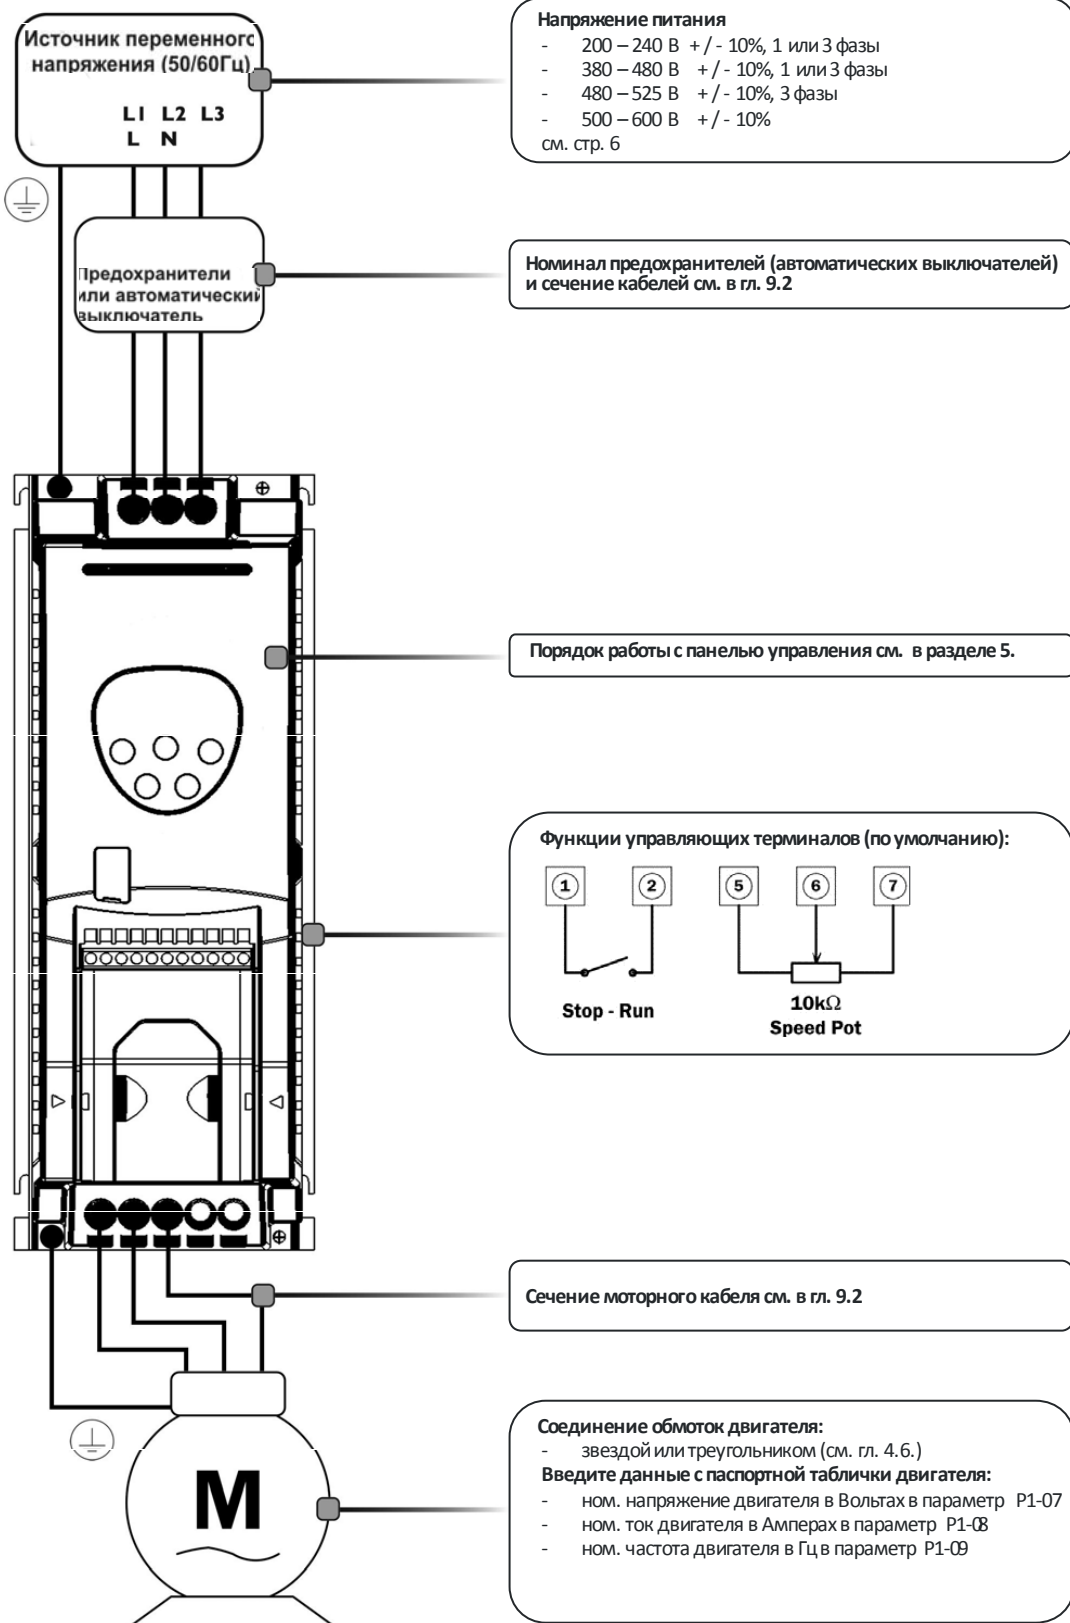 Источник переменного
напряжения (50/60Гц)
L1 L2 L3
L N
Напряжение питания
- 200 – 240 В + / - 10%, 1 или 3 фазы
- 380 – 480 В + / - 10%, 1 или 3 фазы
- 480 – 525 В + / - 10%, 3 фазы
- 500 – 600 В + / - 10%
см. стр. 6
Предохранители
или автоматический
выключатель
Номинал предохранителей (автоматических выключателей)
и сечение кабелей см. в гл. 9.2
Порядок работы с панелью управления см. в разделе 5.
Функции управляющих терминалов (по умолчанию):
1 2 5 6 7
Stop - Run
10kΩ
Speed Pot
Сечение моторного кабеля см. в гл. 9.2
Соединение обмоток двигателя:
- звездой или треугольником (см. гл. 4.6.)
Введите данные с паспортной таблички двигателя:
- ном. напряжение двигателя в Вольтах в параметр P1-07
- ном. ток двигателя в Амперах в параметр P1-08
- ном. частота двигателя в Гц в параметр P1-09
M